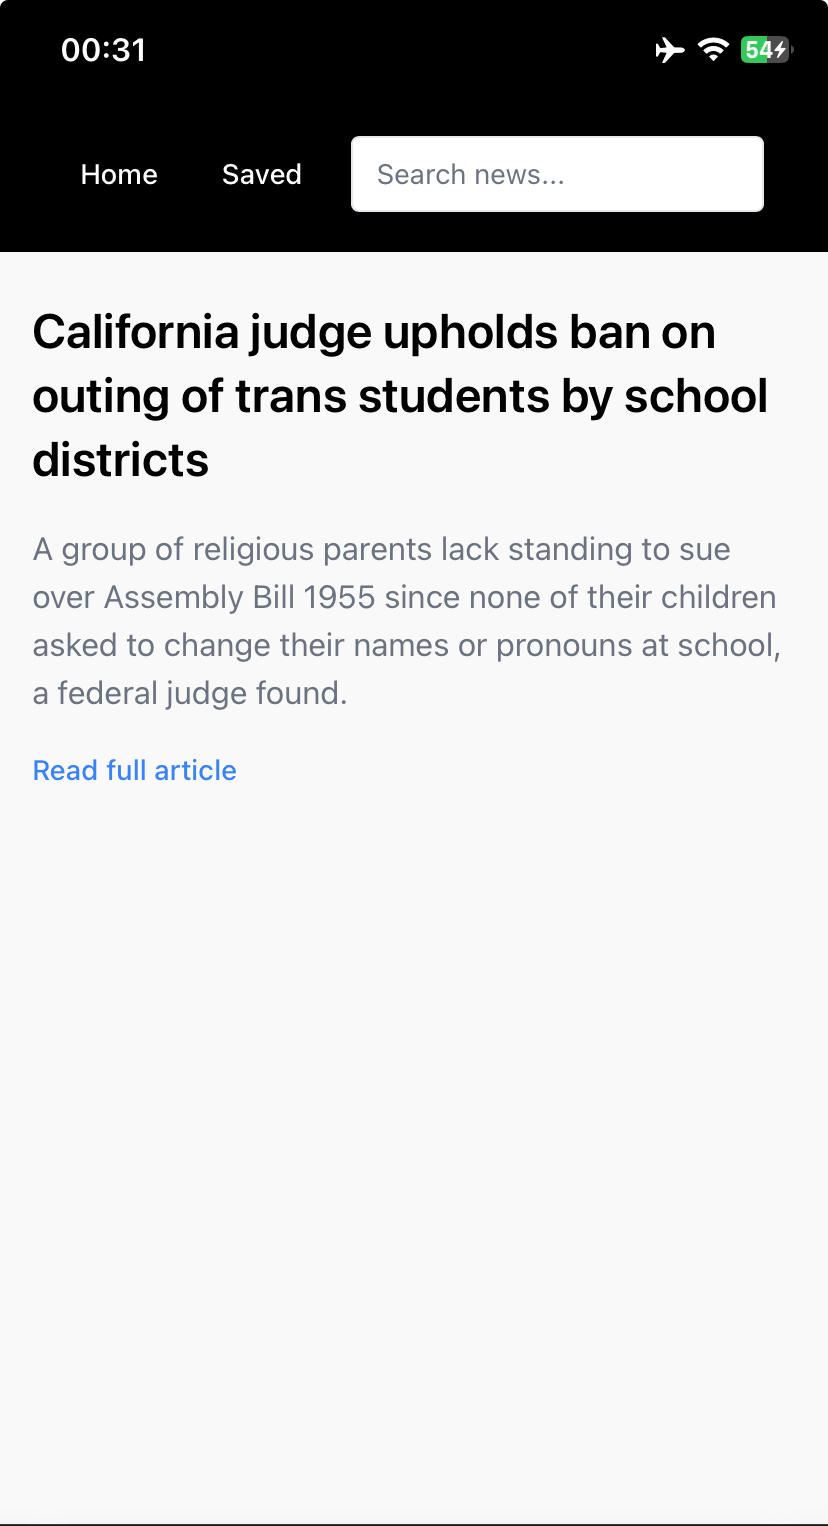 00:31
54
Home
Saved
Search news...
California judge upholds ban on
outing of trans students by school
districts
A group of religious parents lack standing to sue
over Assembly Bill 1955 since none of their children
asked to change their names or pronouns at school,
a federal judge found.
Read full article